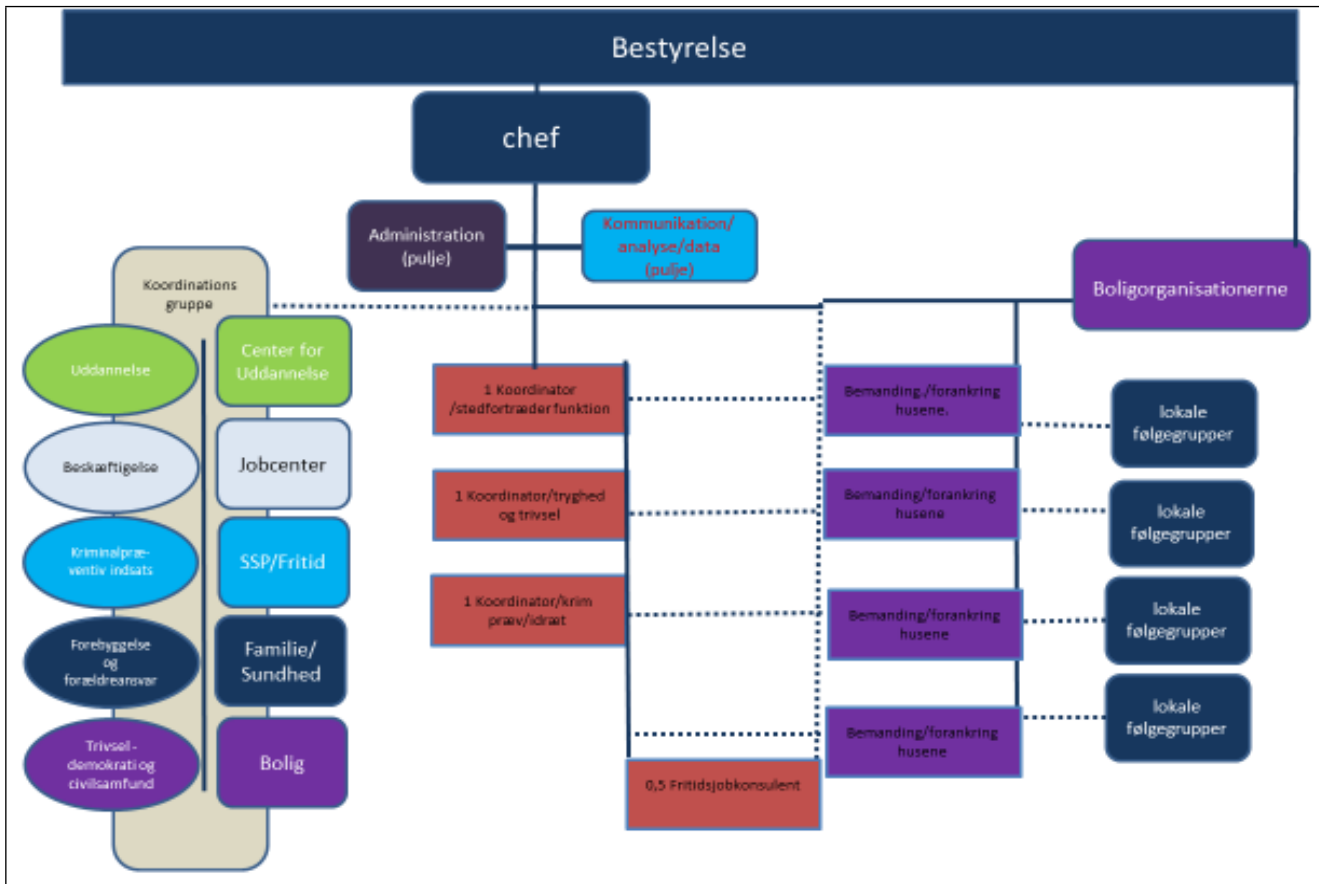 Bestyrelse
chef
Administration
(pulje)
Kommunikation/
analyse/data
(pulje)
Boligorganisationerne
Koordinations
gruppe
Uddannelse
Center for
Uddannelse
Beskæftigelse
Jobcenter
Kriminalpræ-
ventiv indsats
SSP/Fritid
Forebyggelse
og
forældreansvar
Familie/
Sundhed
Trivsel -
demokrati og
civilsamfund
Bolig
1 Koordinator
/stedfortræder funktion
1 Koordinator/tryghed
og trivsel
1 Koordinator/krim
præv/idræt
0,5 Fritidsjobkonsulent
Bemanding./forankring
husene.
Bemanding/forankring
husene
Bemanding/forankring
husene
Bemanding/forankring
husene
lokale
følgegrupper
lokale
følgegrupper
lokale
følgegrupper
lokale
følgegrupper